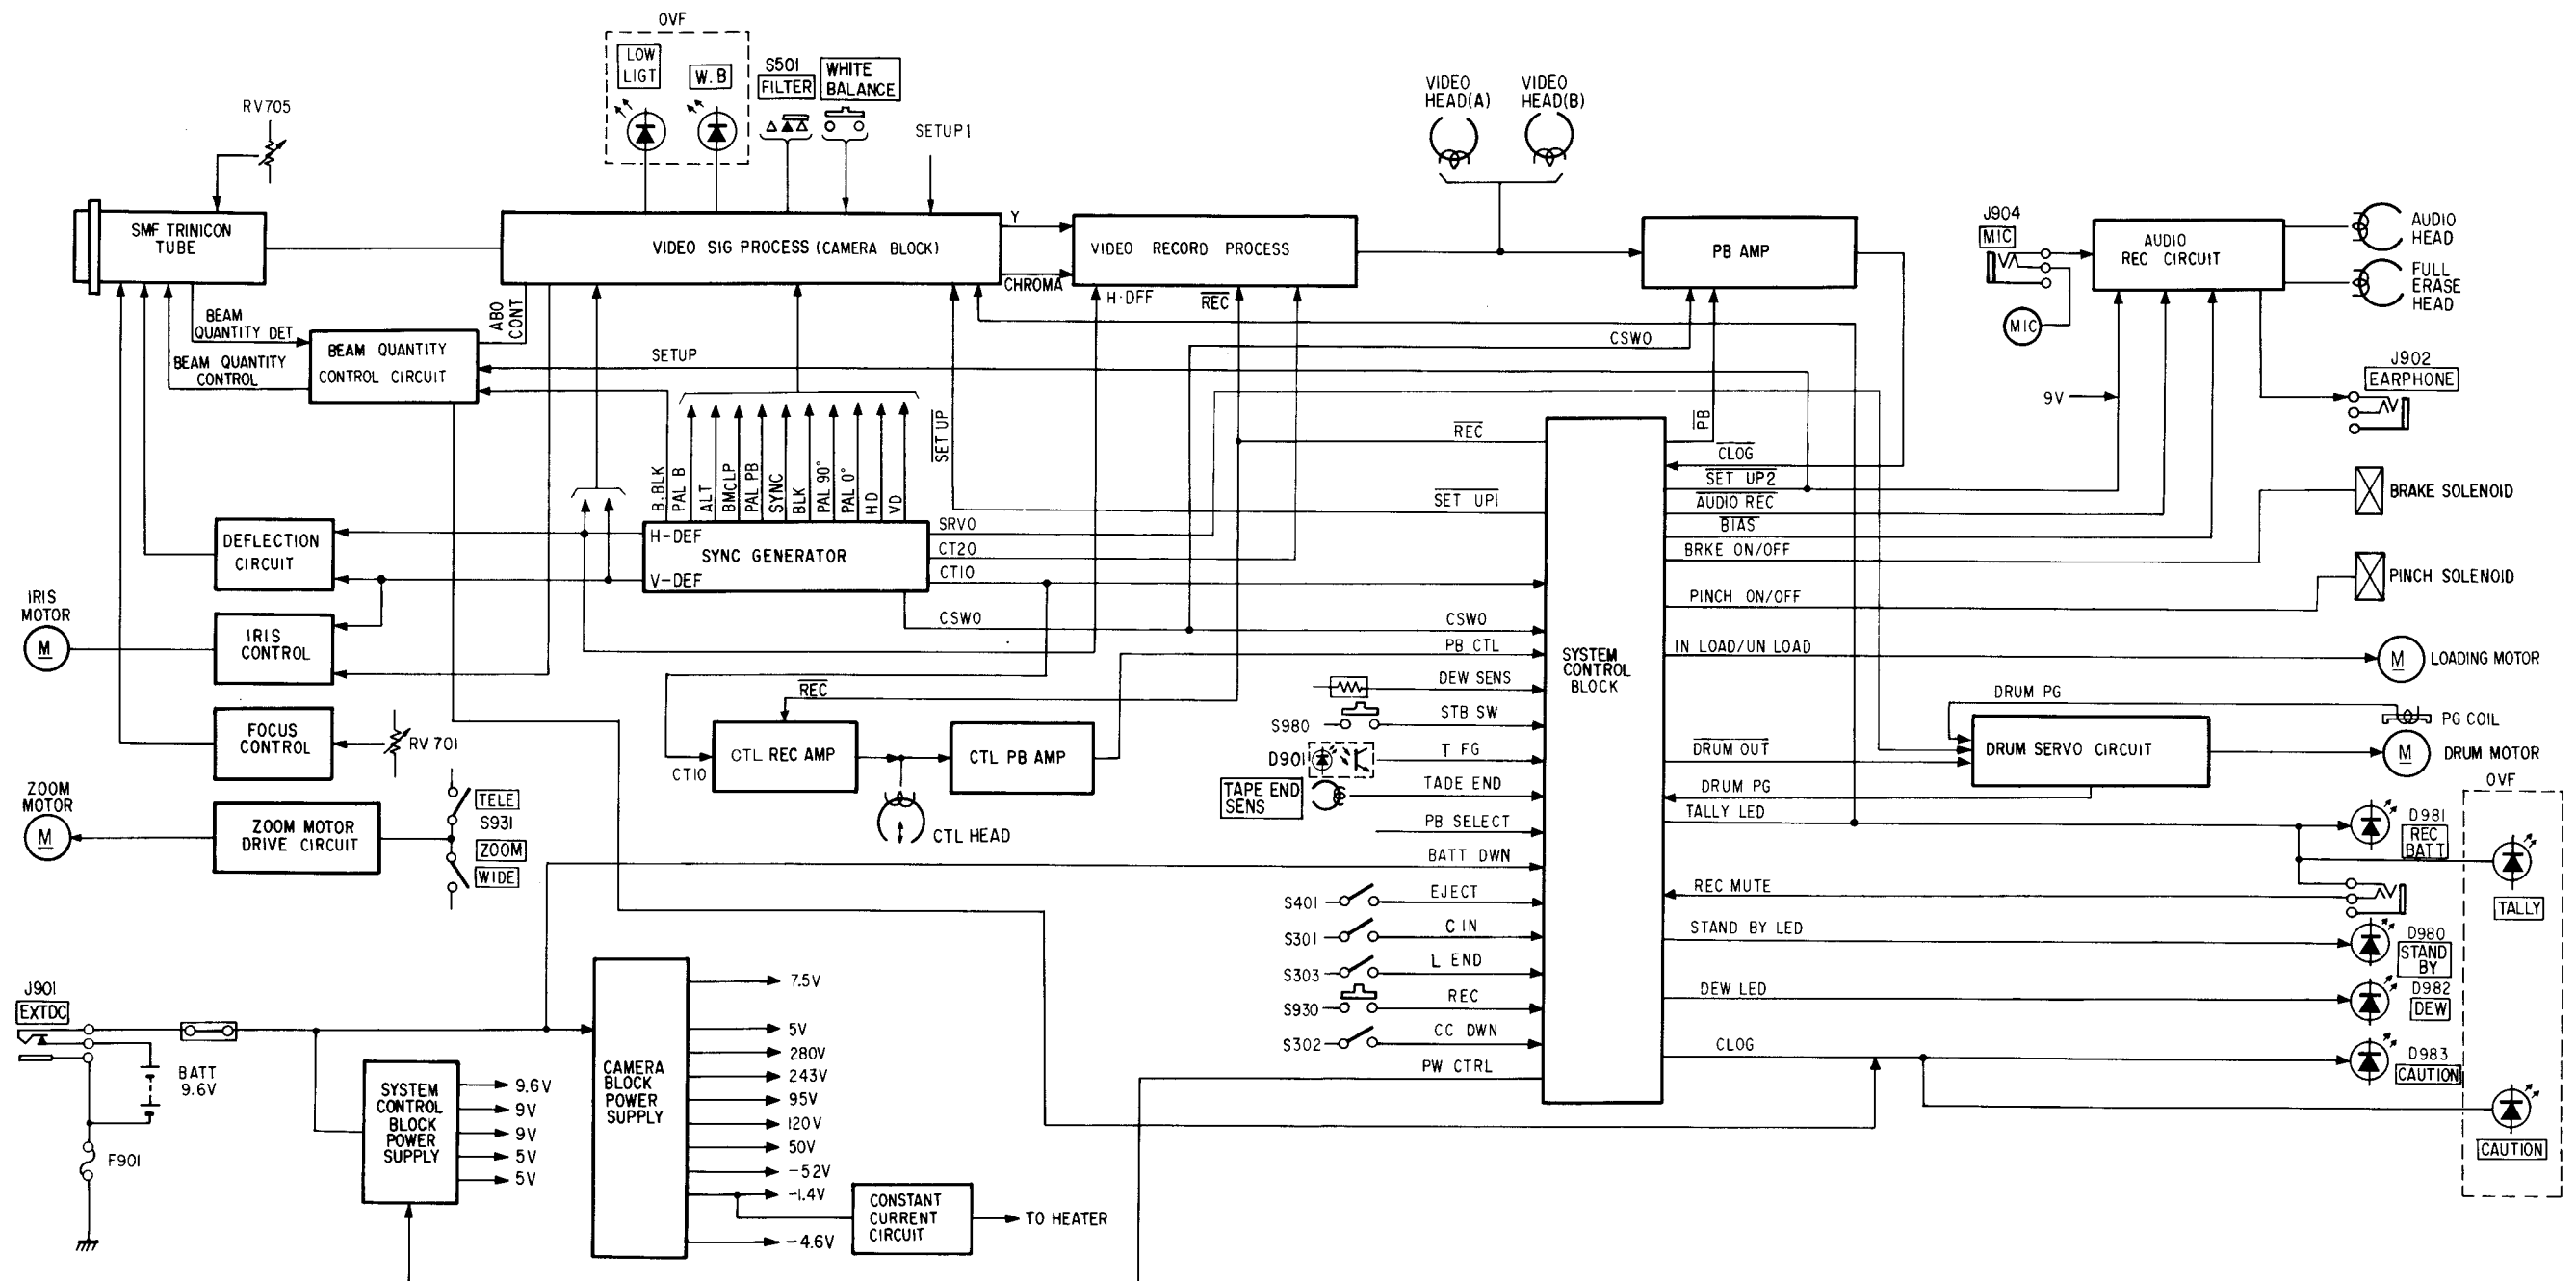 OVF
LOW
LIGT
W.B
S501
FILTER
WHITE
BALANCE
RV705
SETUP1
VIDEO
HEAD(A)
VIDEO
HEAD(B)
SMF TRINICON
TUBE
VIDEO SIG PROCESS (CAMERA BLOCK)
Y
CHROMA
VIDEO RECORD PROCESS
PB AMP
J904
MIC
MIC
AUDIO
REC CIRCUIT
AUDIO
HEAD
FULL
ERASE
HEAD
BEAM
QUANTITY DET
BEAM QUANTITY
CONTROL
BEAM QUANTITY
CONTROL CIRCUIT
ABO
CONT
SETUP
H·DFF
REC
CSWO
J902
EARPHONE
9V
B.BLK
PAL B
ALT
BMCLP
PAL PB
SYNC
BLK
PAL 90°
PAL 0°
HD
VD
SET UP
REC
SET UP1
PB
CLOG
SET UP2
AUDIO REC
BIAS
BRKE ON/OFF
PINCH ON/OFF
IN LOAD/UN LOAD
BRAKE SOLENOID
PINCH SOLENOID
M
LOADING MOTOR
DEFLECTION
CIRCUIT
H-DEF
SYNC GENERATOR
V-DEF
SRVO
CT20
CT10
CSWO
CSWO
PB CTL
DEW SENS
S980
STB SW
D901
T FG
TAPE END
SENS
TADE END
PB SELECT
BATT DWN
S401
EJECT
S301
C IN
S303
L END
S930
REC
S302
CC DWN
PW CTRL
SYSTEM
CONTROL
BLOCK
IRIS
MOTOR
M
IRIS
CONTROL
FOCUS
CONTROL
RV 701
REC
CT10
CTL REC AMP
CTL PB AMP
CTL HEAD
ZOOM
MOTOR
M
ZOOM MOTOR
DRIVE CIRCUIT
TELE
S931
ZOOM
WIDE
DRUM PG
PG COIL
DRUM OUT
DRUM SERVO CIRCUIT
M
DRUM MOTOR
DRUM PG
TALLY LED
OVF
D981
REC
BATT
REC MUTE
TALLY
STAND BY LED
D980
STAND
BY
DEW LED
D982
DEW
CLOG
D983
CAUTION
CAUTION
J901
EXTDC
BATT
9.6V
F901
SYSTEM
CONTROL
BLOCK
POWER
SUPPLY
9.6V
9V
9V
5V
5V
CAMERA
BLOCK
POWER
SUPPLY
7.5V
5V
280V
243V
95V
120V
50V
-52V
-1.4V
-4.6V
CONSTANT
CURRENT
CIRCUIT
TO HEATER